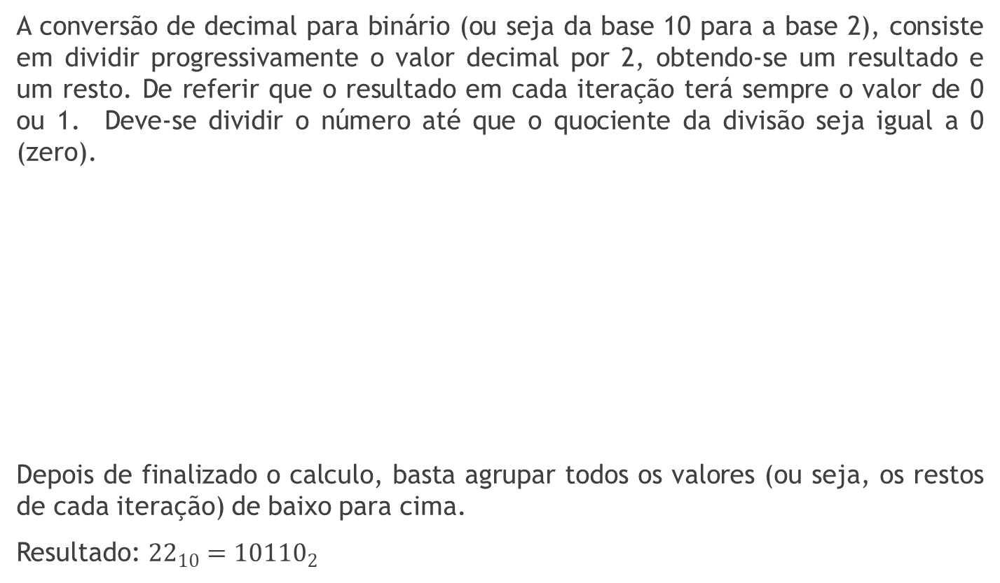 A conversão de decimal para binário (ou seja da base 10 para a base 2), consiste
em dividir progressivamente o valor decimal por 2, obtendo-se um resultado e
um resto. De referir que o resultado em cada iteração terá sempre o valor de 0
ou 1. Deve-se dividir o número até que o quociente da divisão seja igual a 0
(zero).
Depois de finalizado o calculo, basta agrupar todos os valores (ou seja, os restos
de cada iteração) de baixo para cima.
Resultado: 22₁₀ = 10110₂